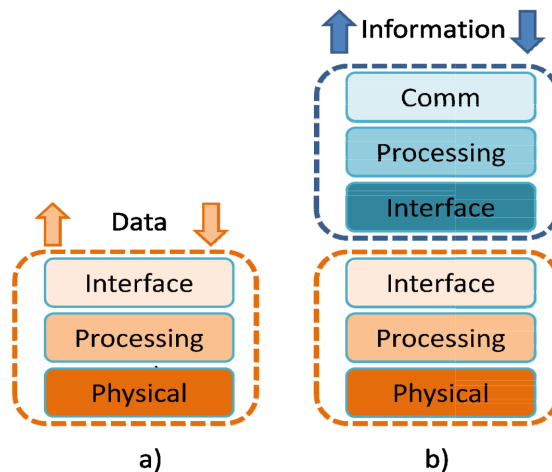 Data
Interface
Processing
Physical
a)
Information
Comm
Processing
Interface
Interface
Processing
Physical
b)